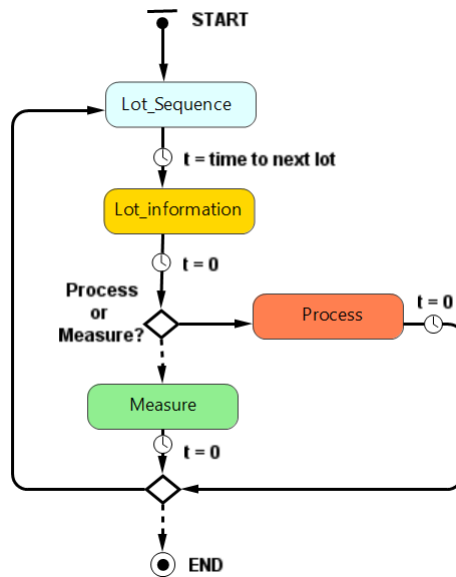 START
Lot_Sequence
t = time to next lot
Lot_information
t = 0
Process
or
Measure?
Process
t = 0
Measure
t = 0
END